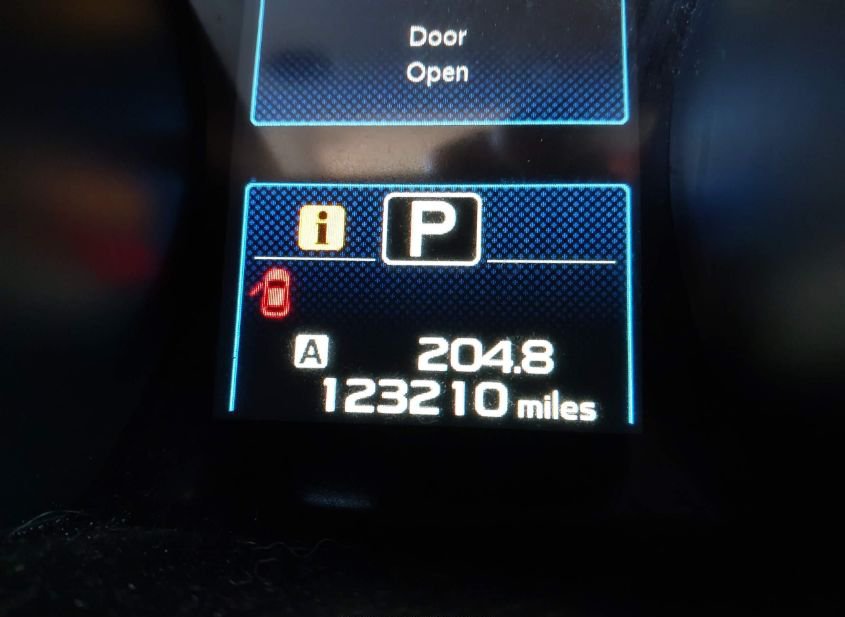 Door
Open
i P
A 204.8
123210 miles